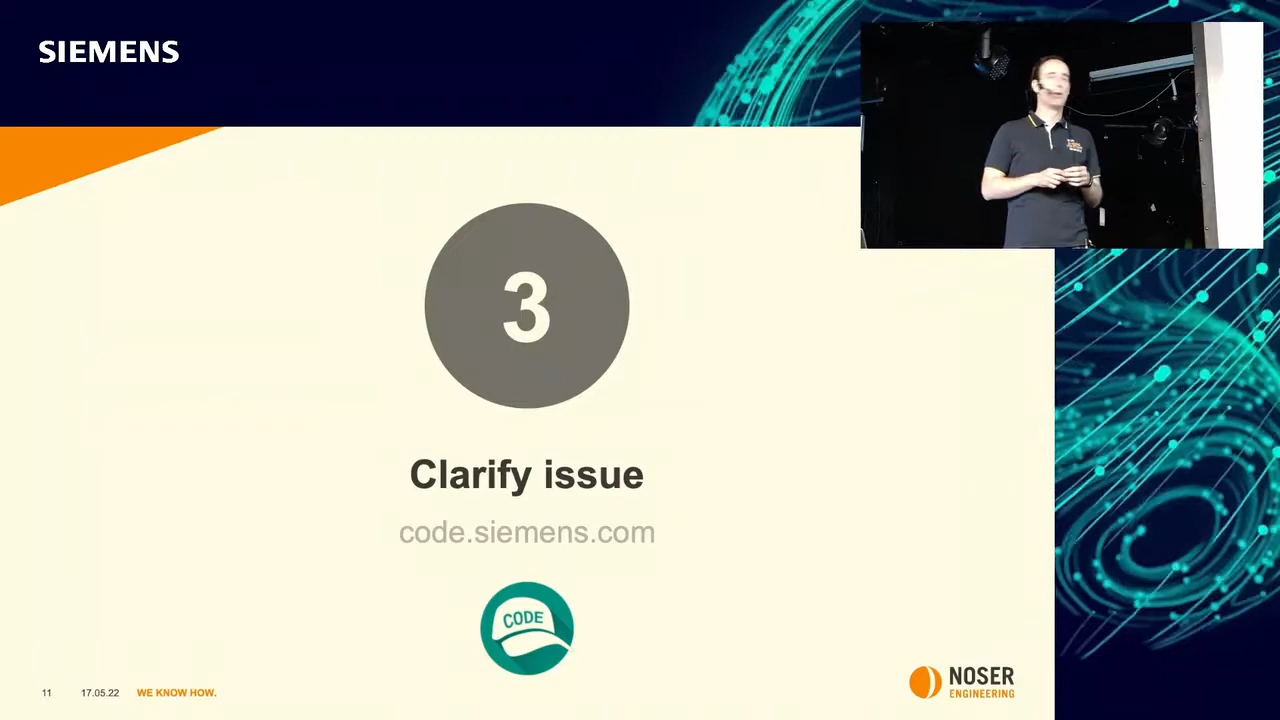 SIEMENS
3
Clarify issue
code.siemens.com
CODE
11 17.05.22 WE KNOW HOW.
NOSER
ENGINEERING